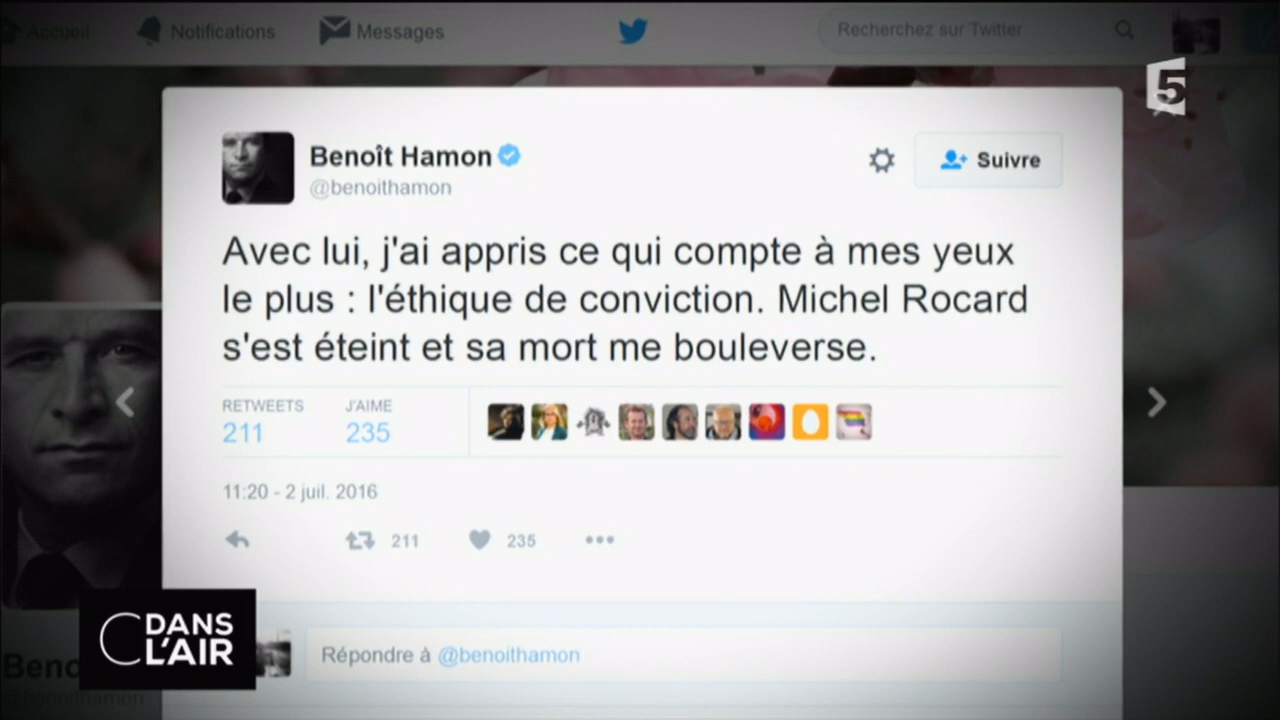 Accueil
Notifications
Messages
Recherchez sur Twitter
5
Benoît Hamon
@benoithamon
Suivre
Avec lui, j'ai appris ce qui compte à mes yeux
le plus : l'éthique de conviction. Michel Rocard
s'est éteint et sa mort me bouleverse.
RETWEETS
J'AIME
211
235
11:20 - 2 juil. 2016
211
235
C DANS
L'AIR
Répondre à @benoithamon
Beno
@benoithamon